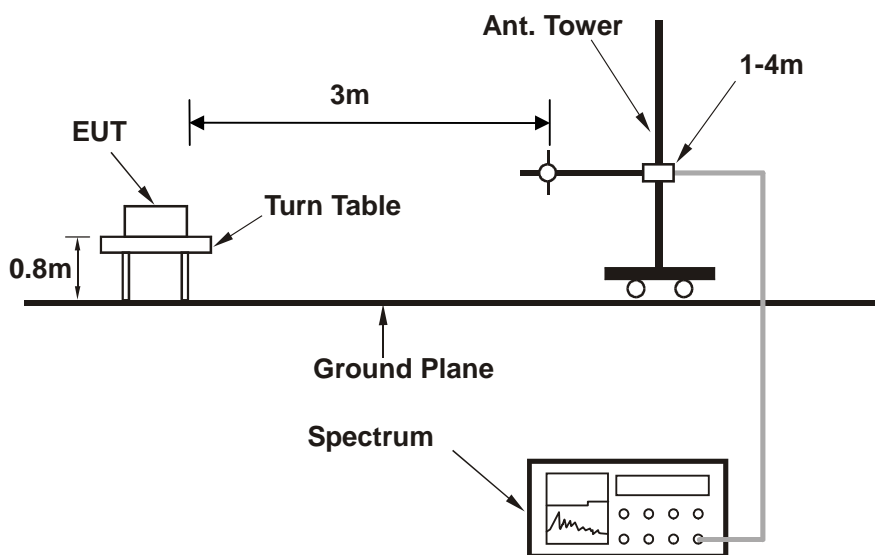 Ant. Tower
1-4m
3m
EUT
Turn Table
0.8m
Ground Plane
Spectrum